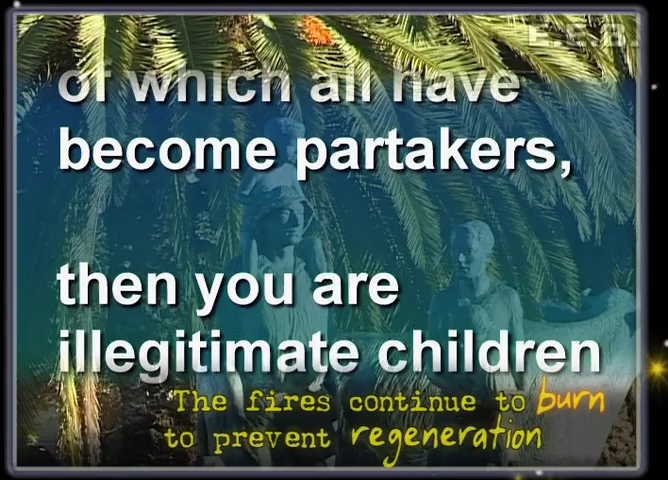 E.E.B.
of which all have
become partakers,
then you are
illegitimate children
The fires continue to burn
to prevent regeneration